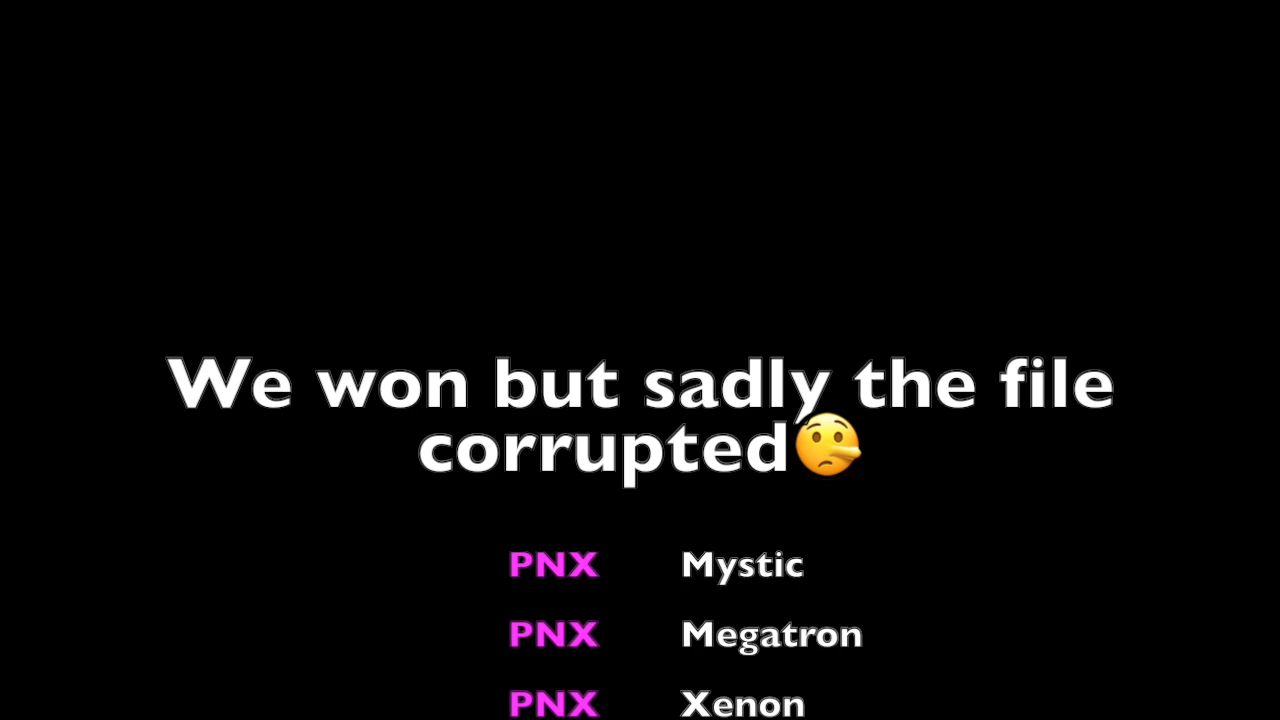 We won but sadly the file
corrupted🤥
PNX Mystic
PNX Megatron
PNX Xenon